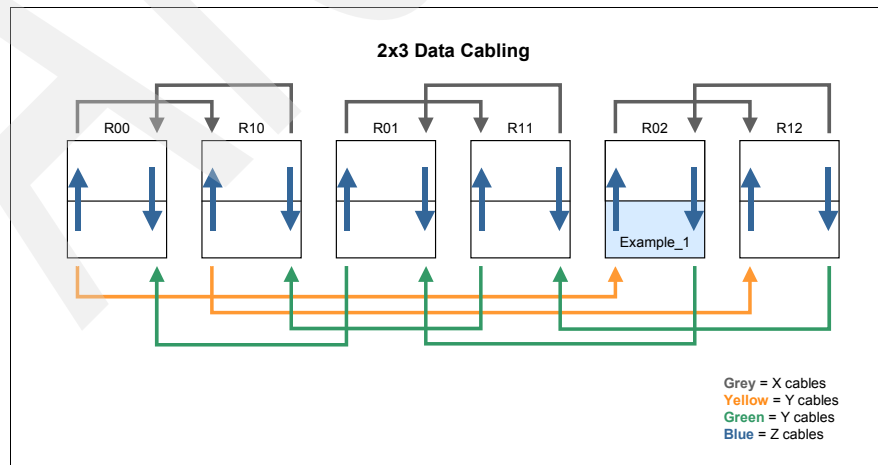 2x3 Data Cabling
R00
R10
R01
R11
R02
R12
Example_1
Grey = X cables
Yellow = Y cables
Green = Y cables
Blue = Z cables